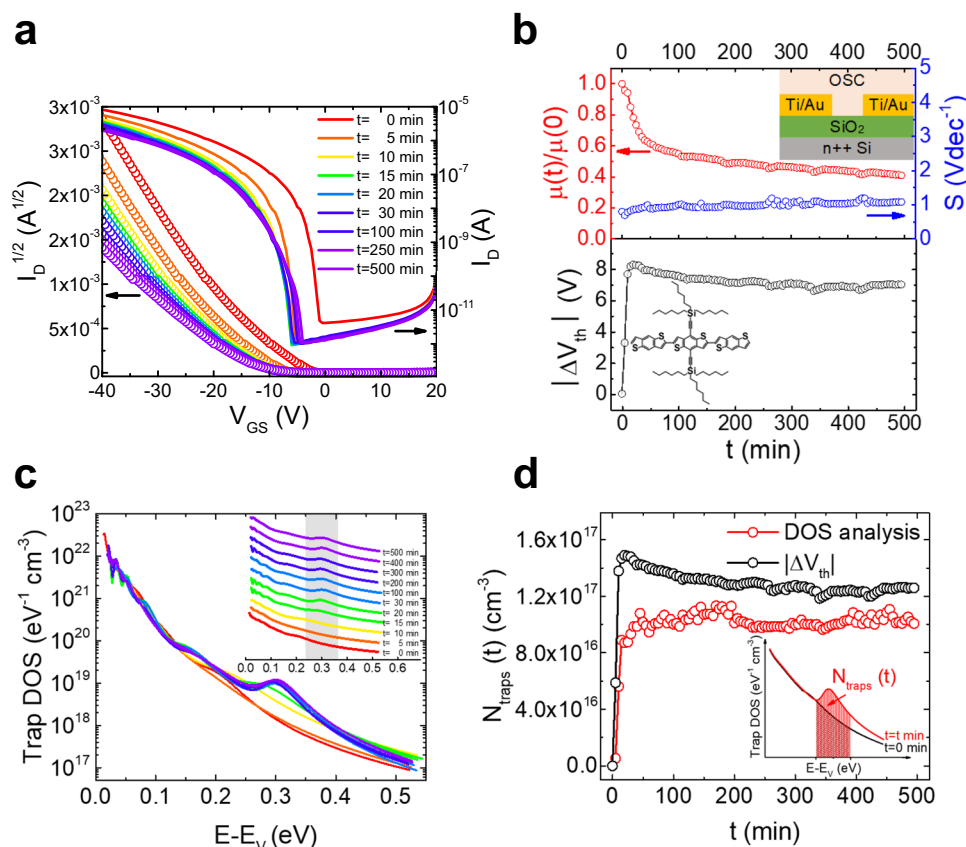 a
I_D^1/2 (A^1/2)
3x10^-3
3x10^-3
2x10^-3
2x10^-3
1x10^-3
5x10^-4
0
10^-5
10^-7
10^-9
10^-11
I_D (A)
t= 0 min
t= 5 min
t= 10 min
t= 15 min
t= 20 min
t= 30 min
t=100 min
t=250 min
t=500 min
-40 -30 -20 -10 0 10 20
V_GS (V)
b
0 100 200 300 400 500
μ(t)/μ(0)
1.0
0.8
0.6
0.4
0.2
0.0
5
4
3
2
1
0
S (Vdec^-1)
OSC
Ti/Au Ti/Au
SiO_2
n++ Si
|ΔV_th| (V)
8
6
4
2
0
Si
S S S S
S S S S
Si
0 100 200 300 400 500
t (min)
c
Trap DOS (eV^-1 cm^-3)
10^23
10^22
10^21
10^20
10^19
10^18
10^17
t=500 min
t=400 min
t=300 min
t=200 min
t=100 min
t= 30 min
t= 20 min
t= 15 min
t= 10 min
t= 5 min
t= 0 min
0.1 0.2 0.3 0.4 0.5 0.6
0.0 0.1 0.2 0.3 0.4 0.5
E-E_V (eV)
d
N_traps (t) (cm^-3)
1.6x10^17
1.2x10^17
8.0x10^16
4.0x10^16
0.0
DOS analysis
|ΔV_th|
Trap DOS (eV^-1 cm^-3)
N_traps (t)
t=t min
t=0 min
E-E_V (eV)
0 100 200 300 400 500
t (min)